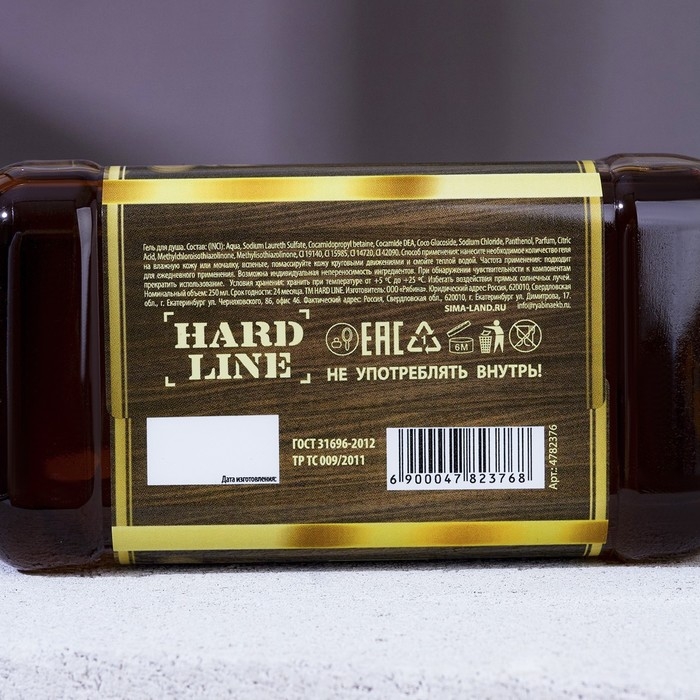 Гель для душа. Состав: (INCI): Aqua, Sodium Laureth Sulfate, Cocamidopropyl betaine, Cocamide DEA, Coco-Glucoside, Sodium Chloride, Panthenol, Parfum, Citric
Acid, Methylchloroisothiazolinone, Methylisothiazolinone, CI 19140, CI 15985, CI 14720, CI 42090. Способ применения: нанесите необходимое количество геля
на влажную кожу или мочалку, вспеньте, помассируйте кожу круговыми движениями и смойте теплой водой. Частота применения: подходит
для ежедневного применения. Возможна индивидуальная непереносимость ингредиентов. При обнаружении чувствительности к компонентам
прекратить использование. Условия хранения: хранить при температуре от +5 °С до +25 °С. Избегать воздействия прямых солнечных лучей.
Номинальный объем: 250 мл. Срок годности: 24 месяца. ТМ HARD LINE. Изготовитель: ООО «Рябина». Юридический адрес: Россия, 620010, Свердловская
обл., г. Екатеринбург ул. Черняховского, 86, офис 46. Фактический адрес: Россия, Свердловская обл., 620010, г. Екатеринбург ул. Димитрова, 17.
SIMA-LAND.RU info@ryabinaekb.ru
HARD
LINE
EAC
6M
НЕ УПОТРЕБЛЯТЬ ВНУТРЬ!
Дата изготовления:
ГОСТ 31696-2012
ТР ТС 009/2011
6 900047 823768
Арт.: 4782376